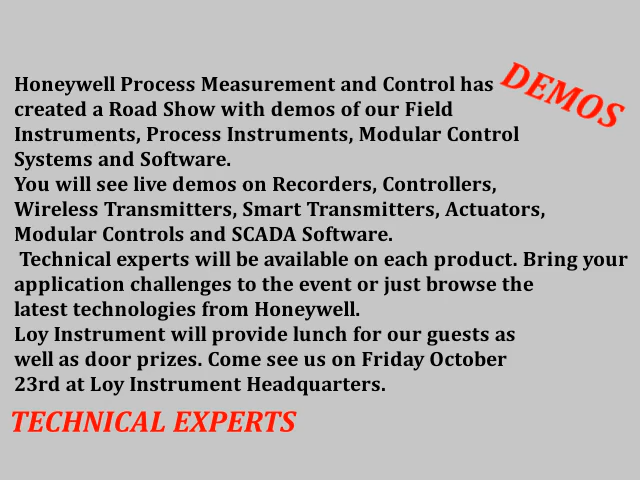 DEMOS
Honeywell Process Measurement and Control has
created a Road Show with demos of our Field
Instruments, Process Instruments, Modular Control
Systems and Software.
You will see live demos on Recorders, Controllers,
Wireless Transmitters, Smart Transmitters, Actuators,
Modular Controls and SCADA Software.
Technical experts will be available on each product. Bring your
application challenges to the event or just browse the
latest technologies from Honeywell.
Loy Instrument will provide lunch for our guests as
well as door prizes. Come see us on Friday October
23rd at Loy Instrument Headquarters.
TECHNICAL EXPERTS